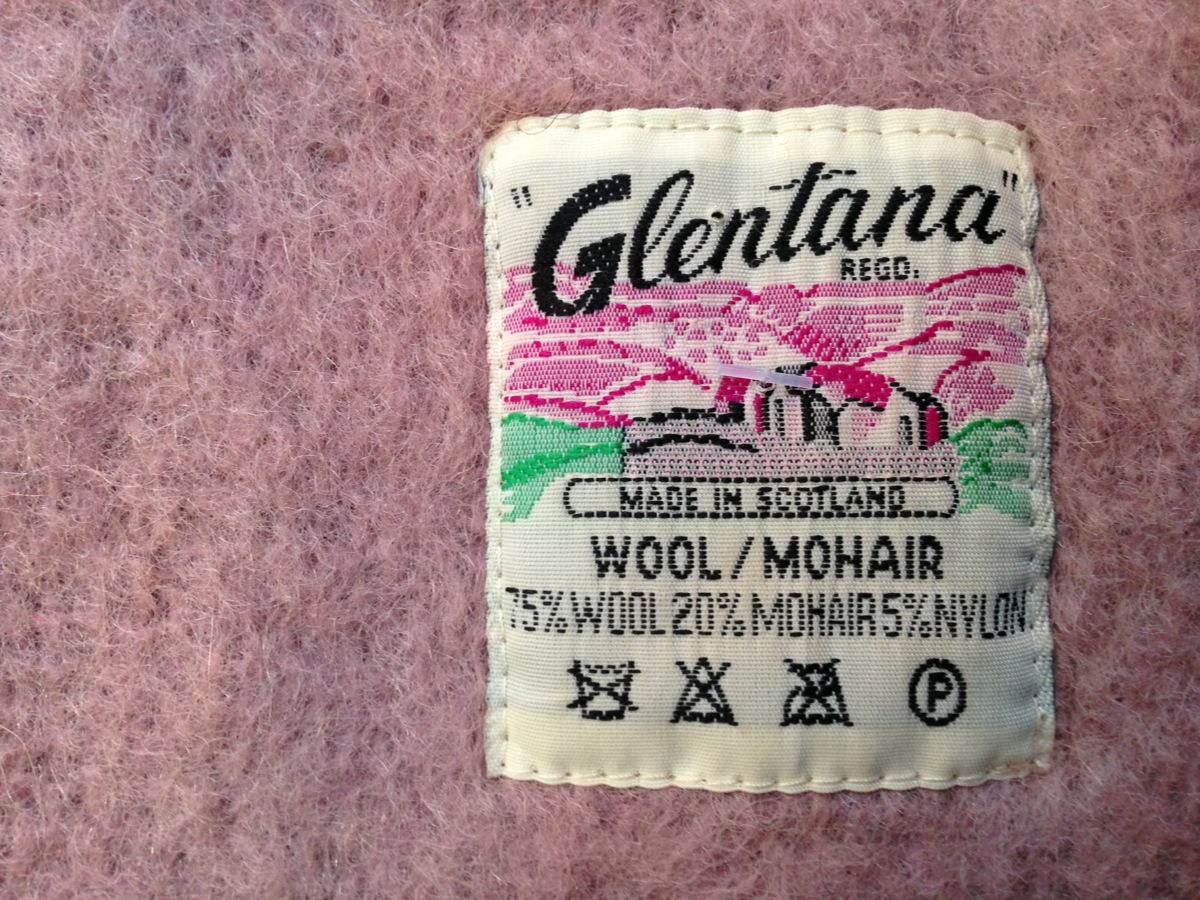 "Glentana"
REGD.
MADE IN SCOTLAND
WOOL/MOHAIR
75% WOOL 20% MOHAIR 5% NYLON
P